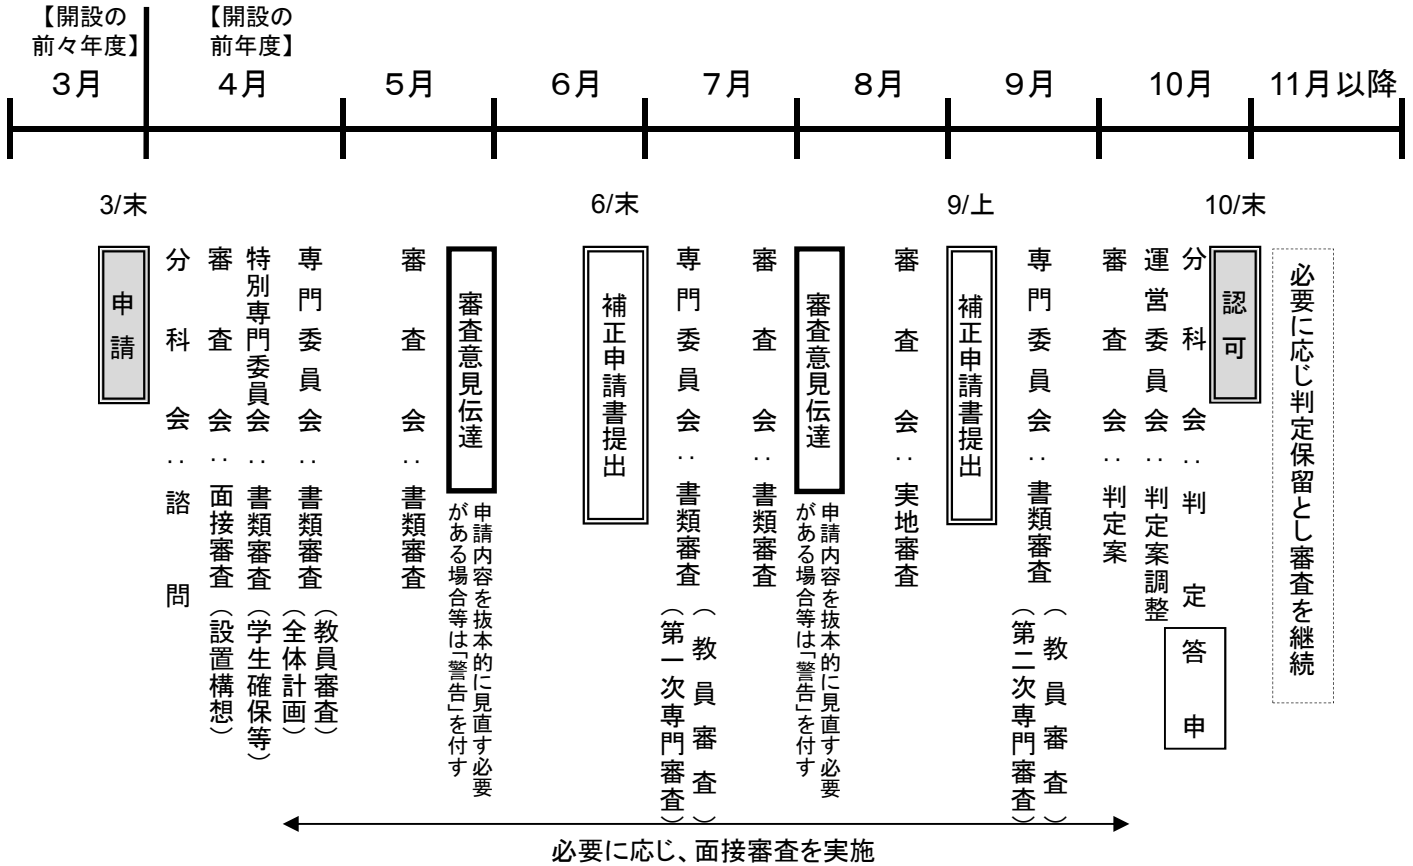 【開設の
前々年度】
【開設の
前年度】
3月
4月
5月
6月
7月
8月
9月
10月
11月以降
3/末
6/末
9/上
10/末
申請
分科会：諮問
審査会：面接審査（設置構想）
特別専門委員会：書類審査（学生確保等）
専門委員会：書類審査
（教員審査）
（全体計画）
審査会：書類審査
審査意見伝達
申請内容を抜本的に見直す必要
がある場合等は「警告」を付す
補正申請書提出
専門委員会：書類審査
（教員審査）
（第一次専門審査）
審査会：書類審査
審査意見伝達
申請内容を抜本的に見直す必要
がある場合等は「警告」を付す
審査会：実地審査
補正申請書提出
専門委員会：書類審査
（教員審査）
（第二次専門審査）
審査会：判定案
運営委員会：判定案調整
分科会：判定
答申
認可
必要に応じ判定保留とし審査を継続
必要に応じ、面接審査を実施